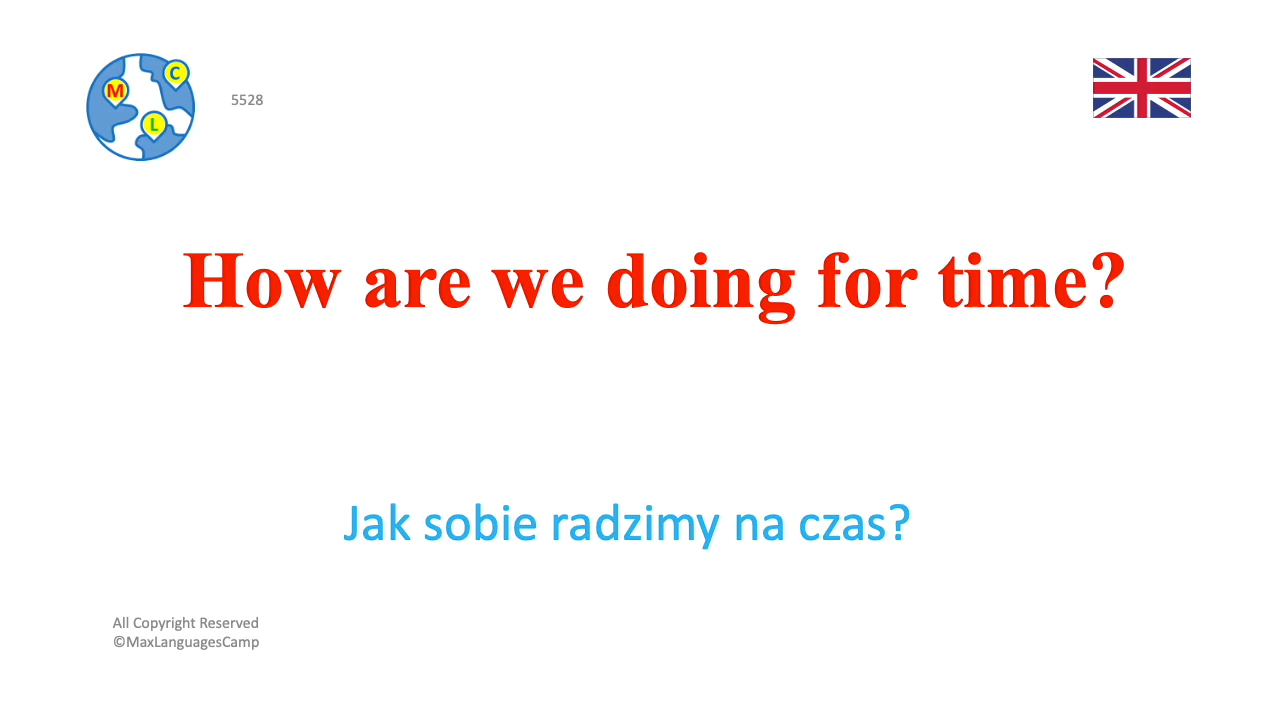 C
M
L
5528
How are we doing for time?
Jak sobie radzimy na czas?
All Copyright Reserved
©MaxLanguagesCamp